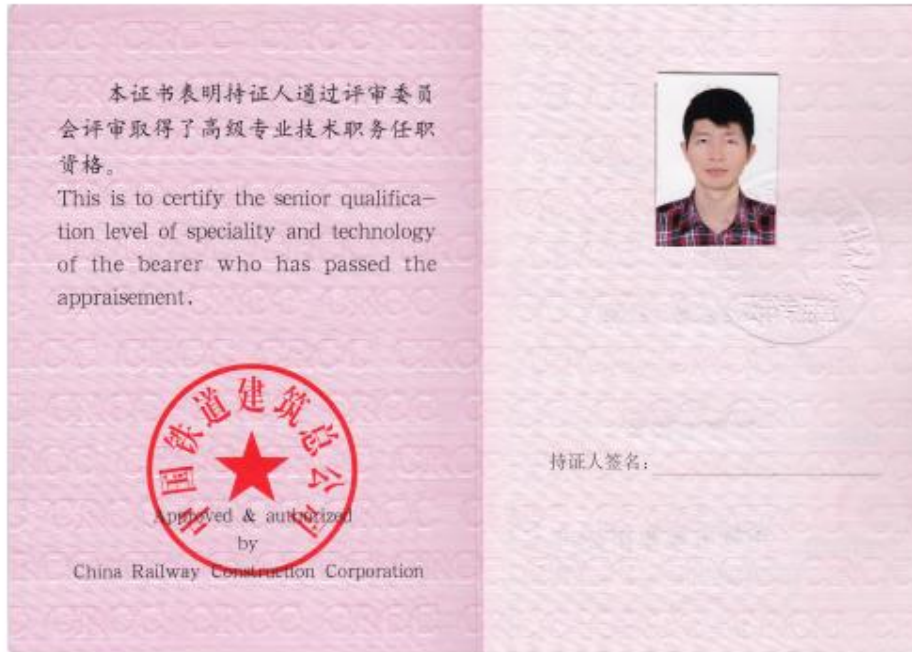 本证书表明持证人通过评审委员
会评审取得了高级专业技术职务任职
资格。
This is to certify the senior qualifica-
tion level of speciality and technology
of the bearer who has passed the
appraisement.
中国铁道建筑总公司
Approved & authorized
by
China Railway Construction Corporation
持证人签名: